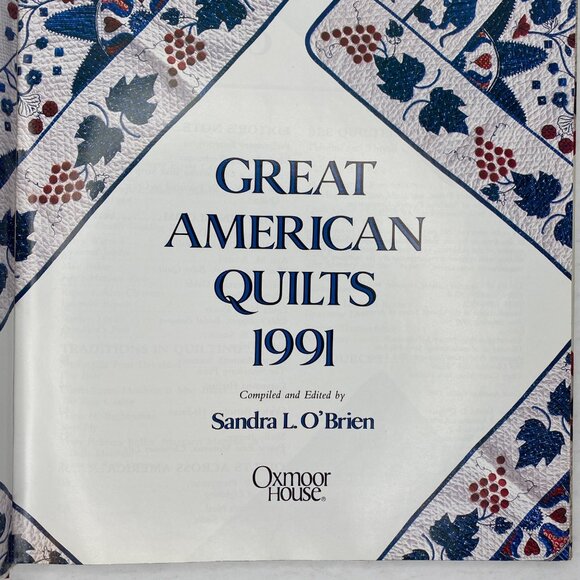 GREAT
AMERICAN
QUILTS
1991
Compiled and Edited by
Sandra L. O'Brien
Oxmoor
House®